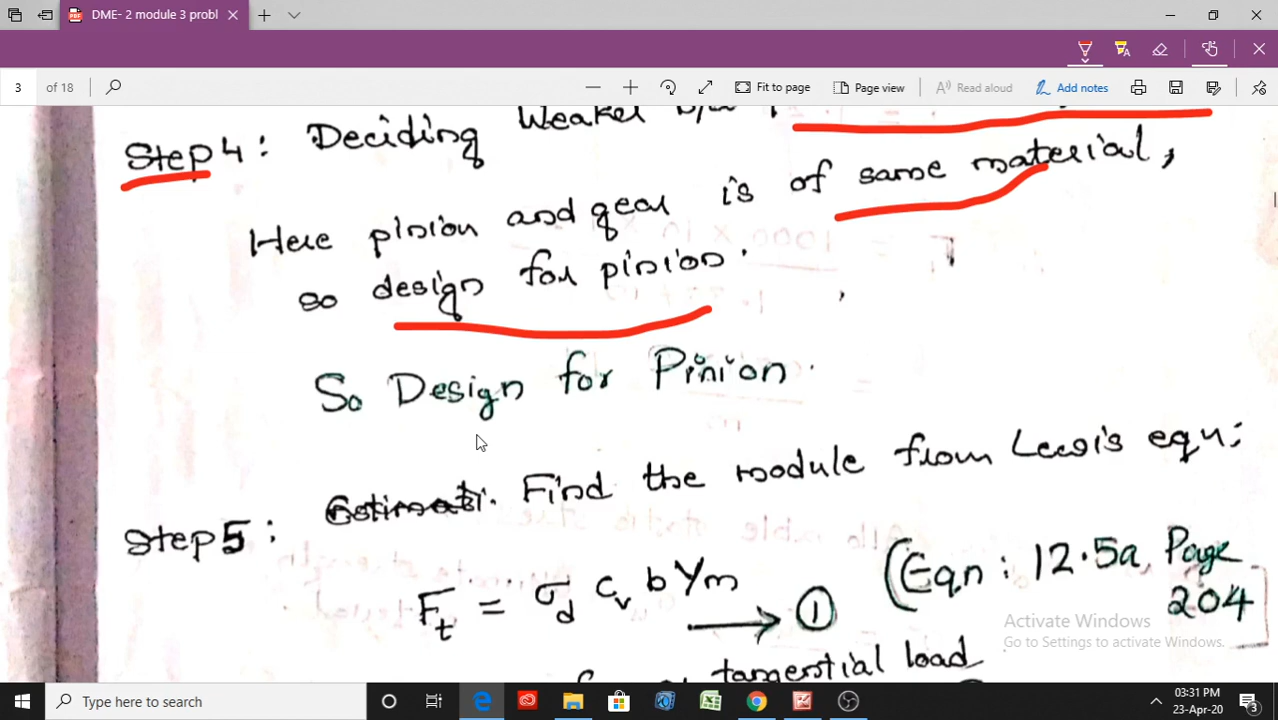 DME- 2 module 3 probl
3 of 18
Fit to page
Page view
Read aloud
Add notes
Step 4: Deciding Weaker b/w
Here pinion and gear is of same material,
so design for pinion.
So Design for Pinion.
Step 5: Find the module from Lewis equn:
Ft = σd cv b Y m → ① (Eqn: 12.5a, Page 204
tangential load
Activate Windows
Go to Settings to activate Windows.
Type here to search
03:31 PM
23-Apr-20
3